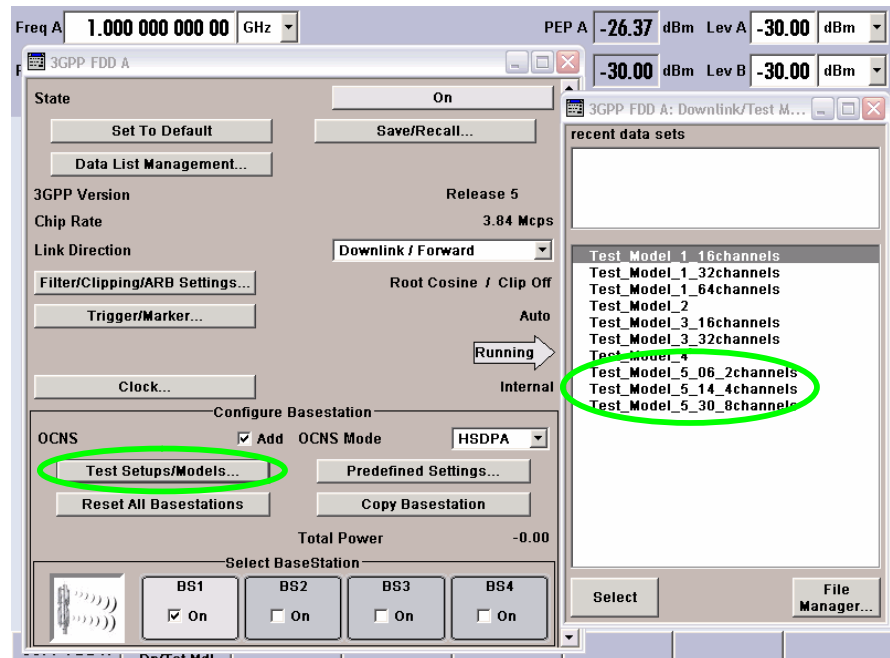 Freq A 1.000 000 000 00 GHz PEP A -26.37 dBm Lev A -30.00 dBm
-30.00 dBm Lev B -30.00 dBm
3GPP FDD A
State On
Set To Default Save/Recall...
Data List Management...
3GPP Version Release 5
Chip Rate 3.84 Mcps
Link Direction Downlink / Forward
Filter/Clipping/ARB Settings... Root Cosine / Clip Off
Trigger/Marker... Auto
Running
Clock... Internal
Configure Basestation
OCNS Add OCNS Mode HSDPA
Test Setups/Models... Predefined Settings...
Reset All Basestations Copy Basestation
Total Power -0.00
Select BaseStation
BS1 BS2 BS3 BS4
On On On On
3GPP FDD A: Downlink/Test M...
recent data sets
Test_Model_1_16channels
Test_Model_1_32channels
Test_Model_1_64channels
Test_Model_2
Test_Model_3_16channels
Test_Model_3_32channels
Test_Model_4
Test_Model_5_06_2channels
Test_Model_5_14_4channels
Test_Model_5_30_8channels
Select File Manager...